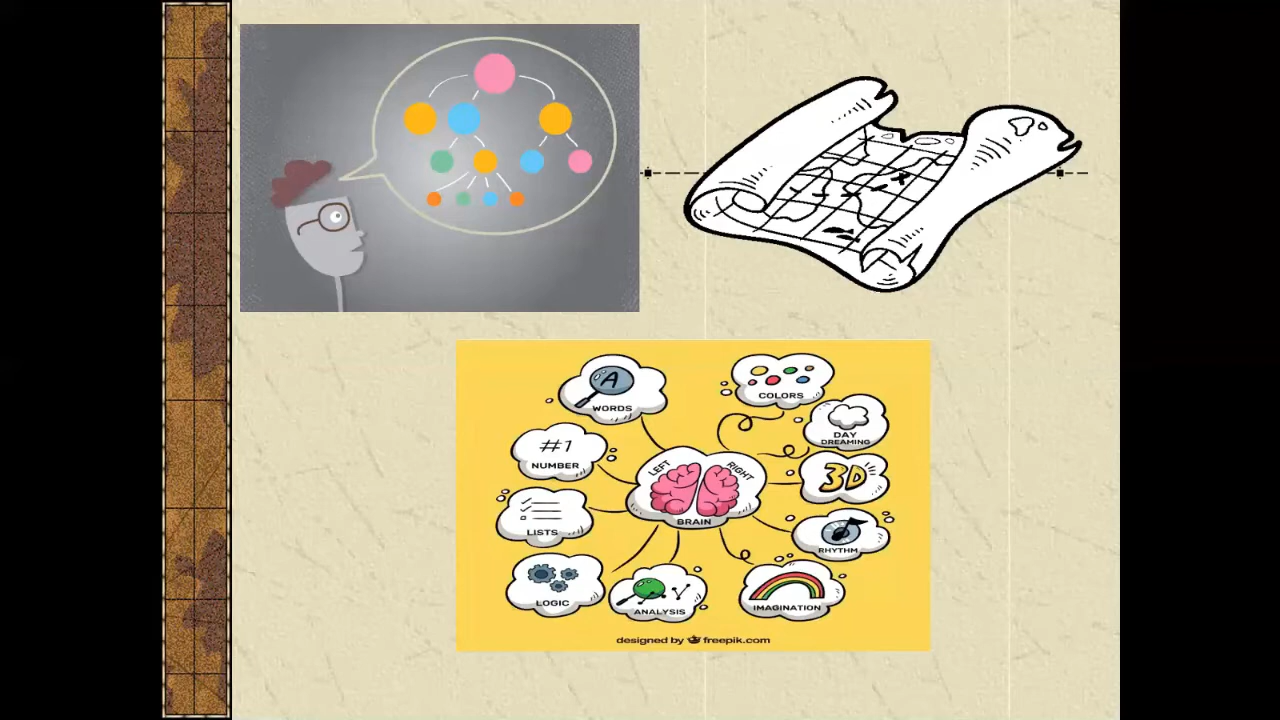 A
WORDS
COLORS
DAY
DREAMING
#1
NUMBER
LEFT
RIGHT
3D
BRAIN
LISTS
RHYTHM
LOGIC
ANALYSIS
IMAGINATION
designed by freepik.com